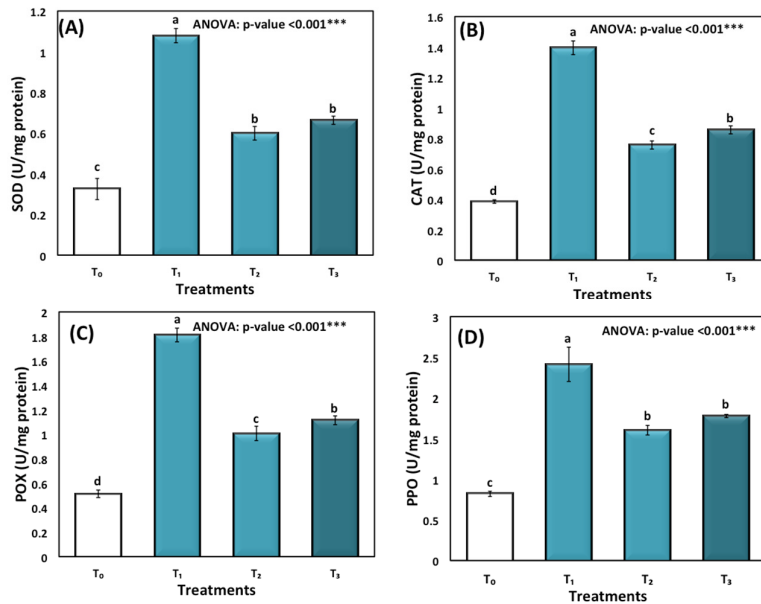 (A)
ANOVA: p-value <0.001***
SOD (U/mg protein)
1.2
1
0.8
0.6
0.4
0.2
0
c
a
b
b
T₀ T₁ T₂ T₃
Treatments
(B)
ANOVA: p-value <0.001***
CAT (U/mg protein)
1.6
1.4
1.2
1
0.8
0.6
0.4
0.2
0
d
a
c
b
T₀ T₁ T₂ T₃
Treatments
(C)
ANOVA: p-value <0.001***
POX (U/mg protein)
2
1.8
1.6
1.4
1.2
1
0.8
0.6
0.4
0.2
0
d
a
c
b
T₀ T₁ T₂ T₃
Treatments
(D)
ANOVA: p-value <0.001***
PPO (U/mg protein)
3
2.5
2
1.5
1
0.5
0
c
a
b
b
T₀ T₁ T₂ T₃
Treatments